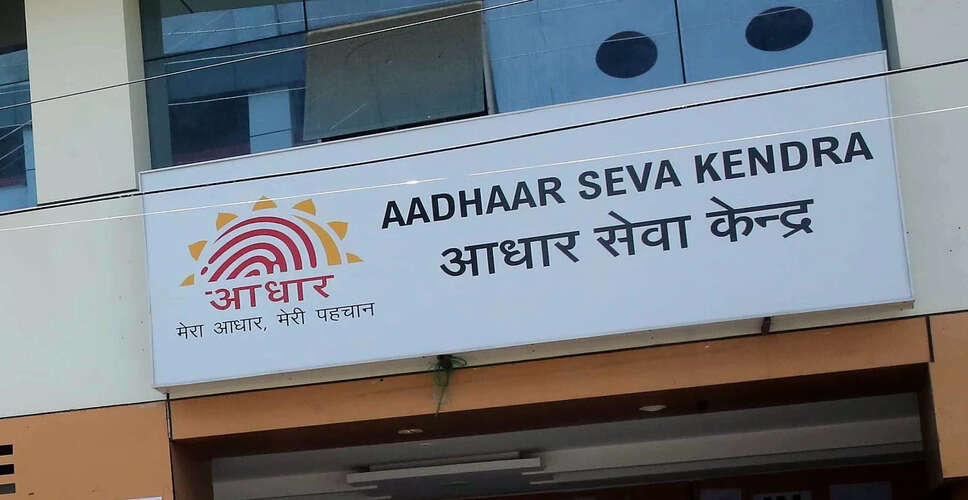 आधार
मेरा आधार, मेरी पहचान
AADHAAR SEVA KENDRA
आधार सेवा केन्द्र